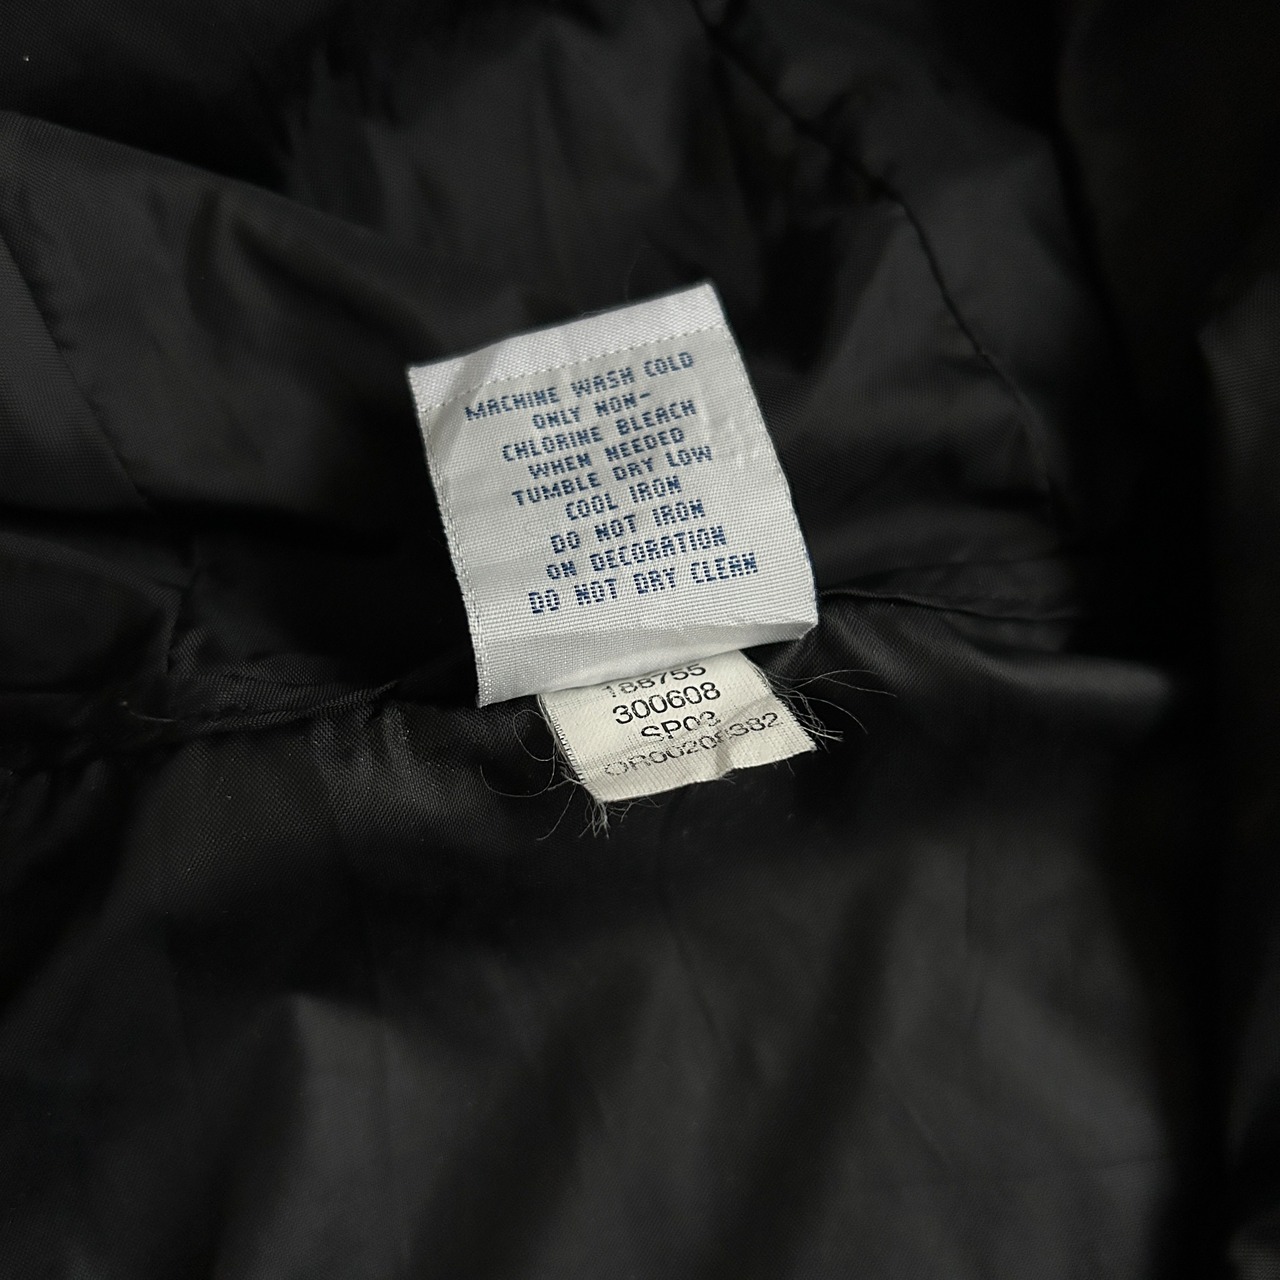 MACHINE WASH COLD
ONLY NON-
CHLORINE BLEACH
WHEN NEEDED
TUMBLE DRY LOW
COOL IRON
DO NOT IRON
ON DECORATION
DO NOT DRY CLEAN
188755
300608
SP03